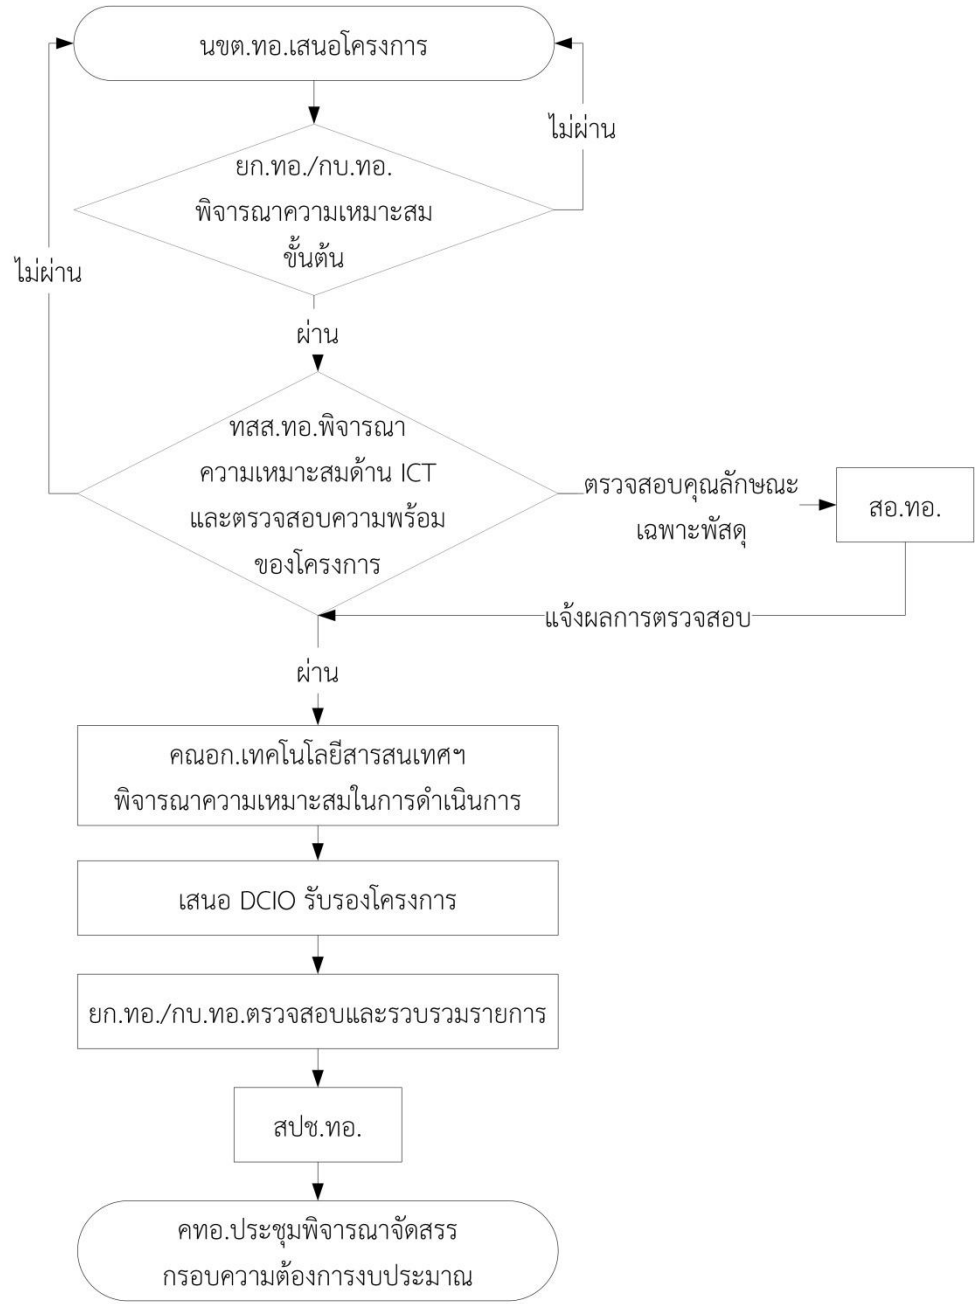 นขต.ทอ.เสนอโครงการ
ไม่ผ่าน
ยก.ทอ./กบ.ทอ.
พิจารณาความเหมาะสม
ขั้นต้น
ไม่ผ่าน
ผ่าน
ทสส.ทอ.พิจารณา
ความเหมาะสมด้าน ICT
และตรวจสอบความพร้อม
ของโครงการ
ตรวจสอบคุณลักษณะ
เฉพาะพัสดุ
สอ.ทอ.
แจ้งผลการตรวจสอบ
ผ่าน
คณอก.เทคโนโลยีสารสนเทศฯ
พิจารณาความเหมาะสมในการดำเนินการ
เสนอ DCIO รับรองโครงการ
ยก.ทอ./กบ.ทอ.ตรวจสอบและรวบรวมรายการ
สปช.ทอ.
คทอ.ประชุมพิจารณาจัดสรร
กรอบความต้องการงบประมาณ